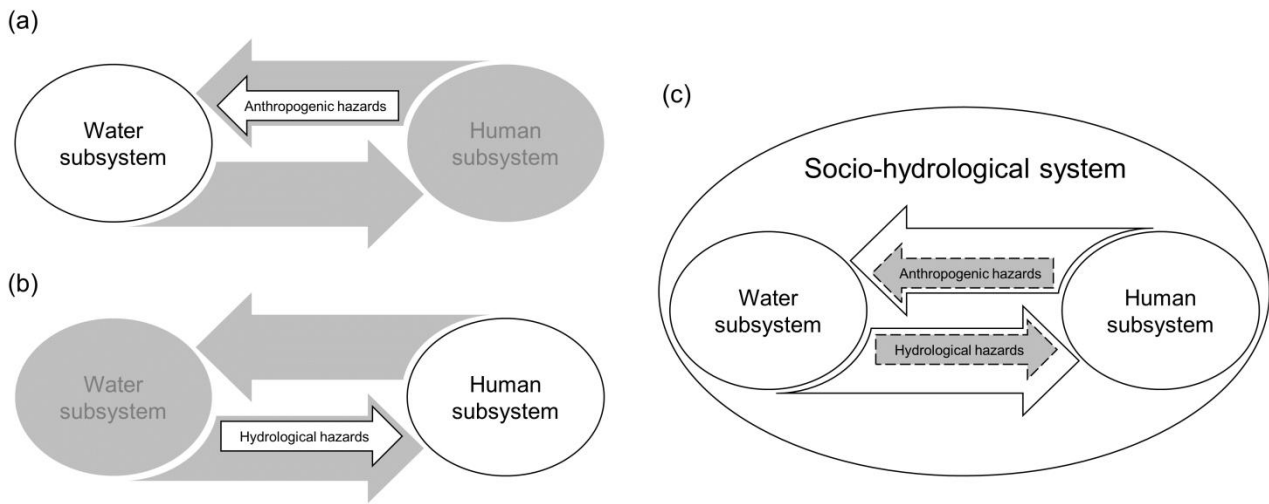 (a)
Water
subsystem
Anthropogenic hazards
Human
subsystem
(b)
Water
subsystem
Hydrological hazards
Human
subsystem
(c)
Socio-hydrological system
Water
subsystem
Anthropogenic hazards
Hydrological hazards
Human
subsystem